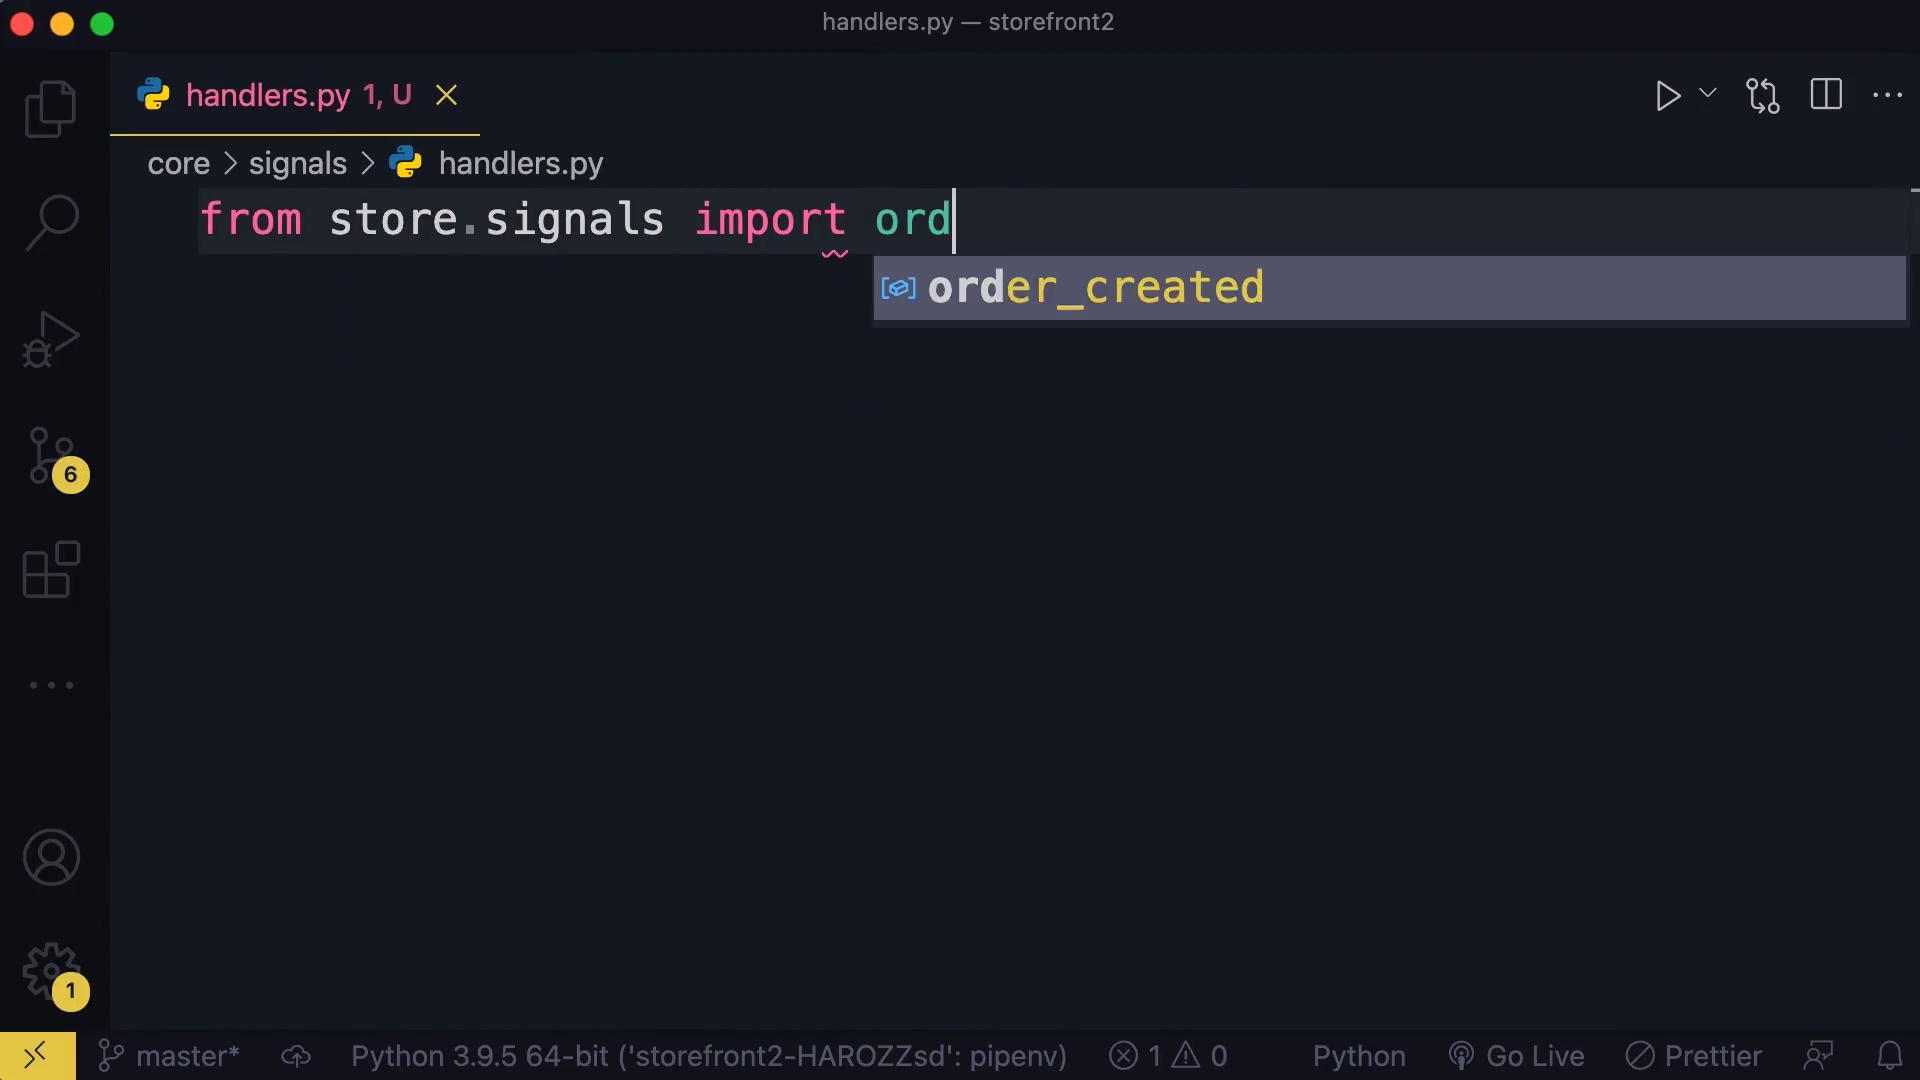 handlers.py — storefront2
handlers.py 1, U
core > signals > handlers.py
from store.signals import ord
order_created
6
1
master* Python 3.9.5 64-bit ('storefront2-HAROZZsd': pipenv) 1 0 Python Go Live Prettier